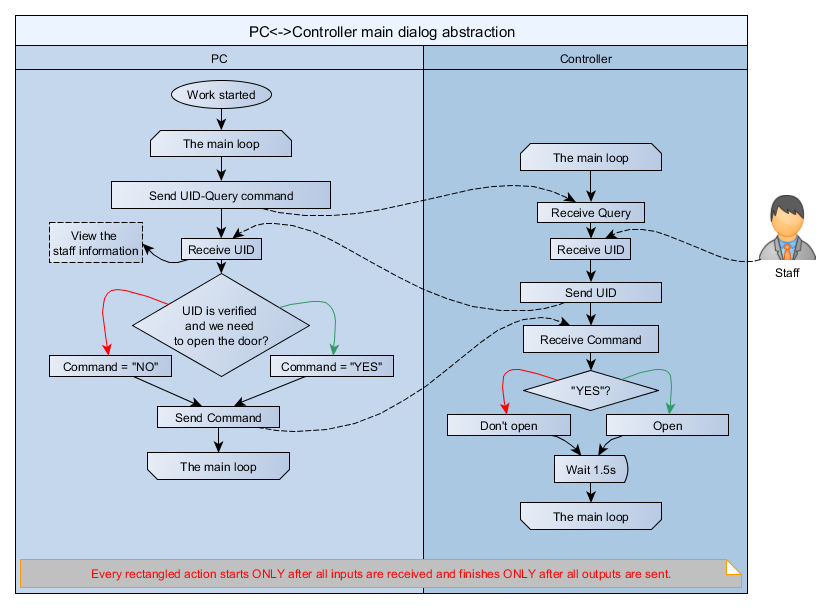 PC<->Controller main dialog abstraction
PC
Controller
Work started
The main loop
Send UID-Query command
View the
staff information
Receive UID
UID is verified
and we need
to open the door?
Command = "NO"
Command = "YES"
Send Command
The main loop
The main loop
Receive Query
Receive UID
Send UID
Receive Command
"YES"?
Don't open
Open
Wait 1.5s
The main loop
Staff
Every rectangled action starts ONLY after all inputs are received and finishes ONLY after all outputs are sent.